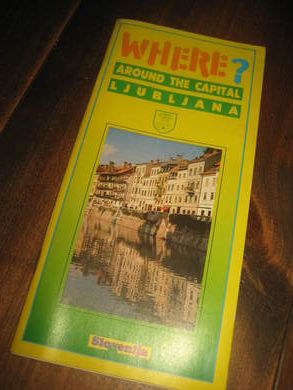 WHERE?
AROUND THE CAPITAL
LJUBLJANA
Slovenija